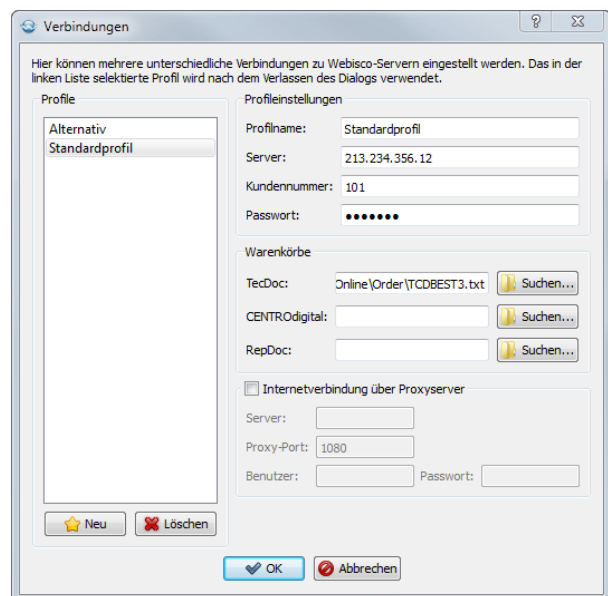 Verbindungen
Hier können mehrere unterschiedliche Verbindungen zu Webisco-Servern eingestellt werden. Das in der
linken Liste selektierte Profil wird nach dem Verlassen des Dialogs verwendet.
Profile
Alternativ
Standardprofil
Neu
Löschen
Profileinstellungen
Profilname: Standardprofil
Server: 213.234.356.12
Kundennummer: 101
Passwort: •••••••
Warenkörbe
TecDoc: Online\Order\TCDBEST3.txt Suchen...
CENTROdigital: Suchen...
RepDoc: Suchen...
Internetverbindung über Proxyserver
Server:
Proxy-Port: 1080
Benutzer: Passwort:
OK Abbrechen